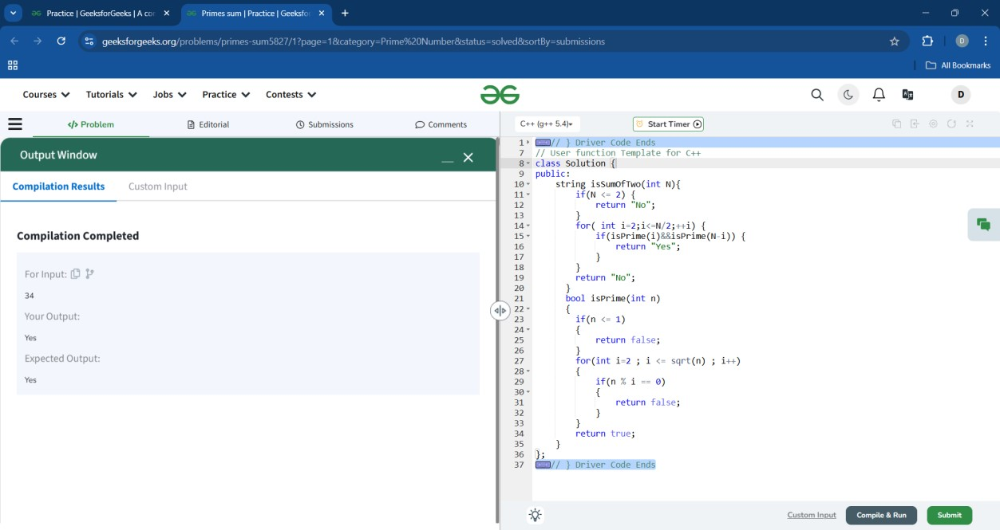 Practice | GeeksforGeeks | A cor
Primes sum | Practice | Geeksfor
geeksforgeeks.org/problems/primes-sum5827/1?page=1&category=Prime%20Number&status=solved&sortBy=submissions
D
All Bookmarks
Courses Tutorials Jobs Practice Contests
D
</> Problem Editorial Submissions Comments
C++ (g++ 5.4) Start Timer
Output Window
Compilation Results Custom Input
Compilation Completed
For Input:
34
Your Output:
Yes
Expected Output:
Yes
1 // } Driver Code Ends
7 // User function Template for C++
8 class Solution {
9 public:
10 string isSumOfTwo(int N){
11 if(N <= 2) {
12 return "No";
13 }
14 for( int i=2;i<=N/2;++i) {
15 if(isPrime(i)&&isPrime(N-i)) {
16 return "Yes";
17 }
18 }
19 return "No";
20 }
21 bool isPrime(int n)
22 {
23 if(n <= 1)
24 {
25 return false;
26 }
27 for(int i=2 ; i <= sqrt(n) ; i++)
28 {
29 if(n % i == 0)
30 {
31 return false;
32 }
33 }
34 return true;
35 }
36 };
37 // } Driver Code Ends
Custom Input Compile & Run Submit